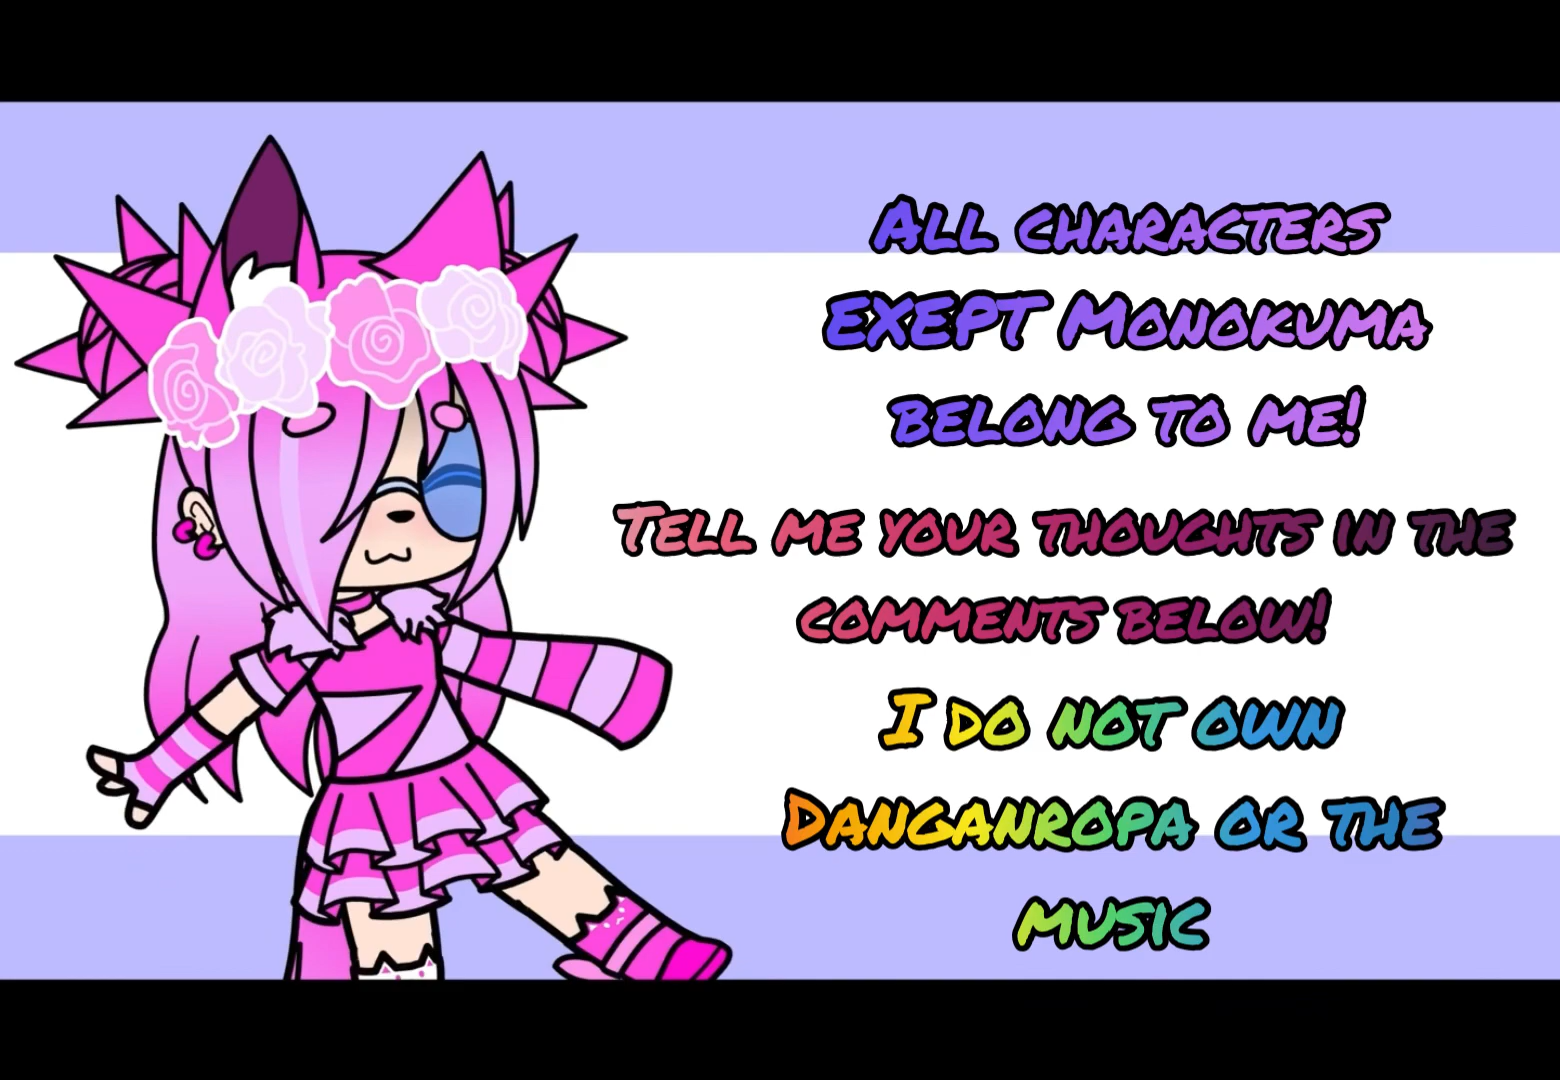 All characters
EXEPT Monokuma
belong to me!
Tell me your thoughts in the
comments below!
I do not own
Danganropa or the
music